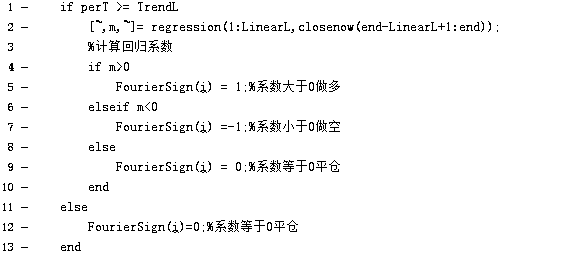 1 - if perT >= TrendL
2 - [~,m,~]= regression(1:LinearL,closenow(end-LinearL+1:end));
3 %计算回归系数
4 - if m>0
5 - FourierSign(i) = 1;%系数大于0做多
6 - elseif m<0
7 - FourierSign(i) =-1;%系数小于0做空
8 - else
9 - FourierSign(i) = 0;%系数等于0平仓
10 - end
11 - else
12 - FourierSign(i)=0;%系数等于0平仓
13 - end